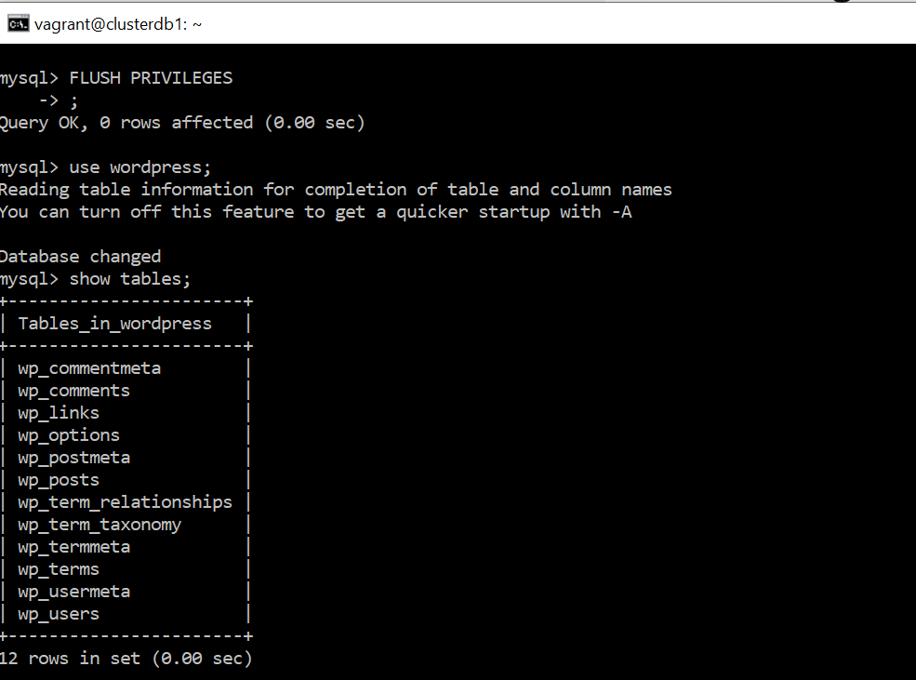 vagrant@clusterdb1: ~
mysql> FLUSH PRIVILEGES
    -> ;
Query OK, 0 rows affected (0.00 sec)
mysql> use wordpress;
Reading table information for completion of table and column names
You can turn off this feature to get a quicker startup with -A
Database changed
mysql> show tables;
+-----------------------+
| Tables_in_wordpress   |
+-----------------------+
| wp_commentmeta        |
| wp_comments           |
| wp_links              |
| wp_options            |
| wp_postmeta           |
| wp_posts              |
| wp_term_relationships |
| wp_term_taxonomy      |
| wp_termmeta           |
| wp_terms              |
| wp_usermeta           |
| wp_users              |
+-----------------------+
12 rows in set (0.00 sec)